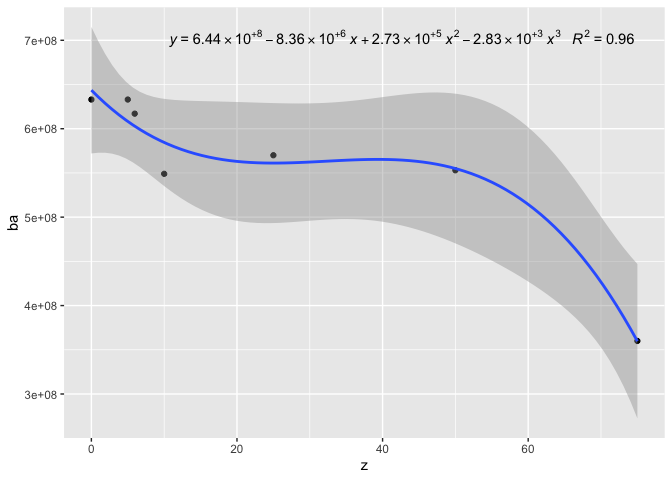 y = 6.44 × 10⁺⁸ – 8.36 × 10⁺⁶ x + 2.73 × 10⁺⁵ x² – 2.83 × 10⁺³ x³ R² = 0.96
7e+08
6e+08
5e+08
4e+08
3e+08
ba
0 20 40 60
z